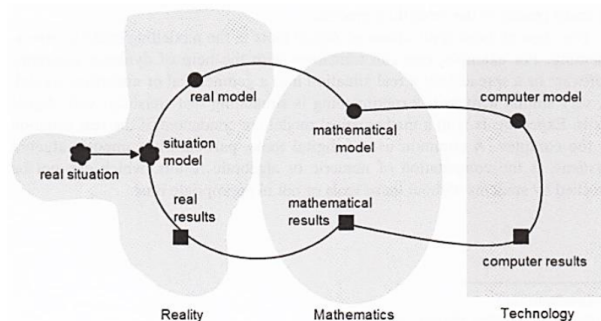 real model
computer model
mathematical
model
situation
model
real situation
real
results
mathematical
results
computer results
Reality
Mathematics
Technology